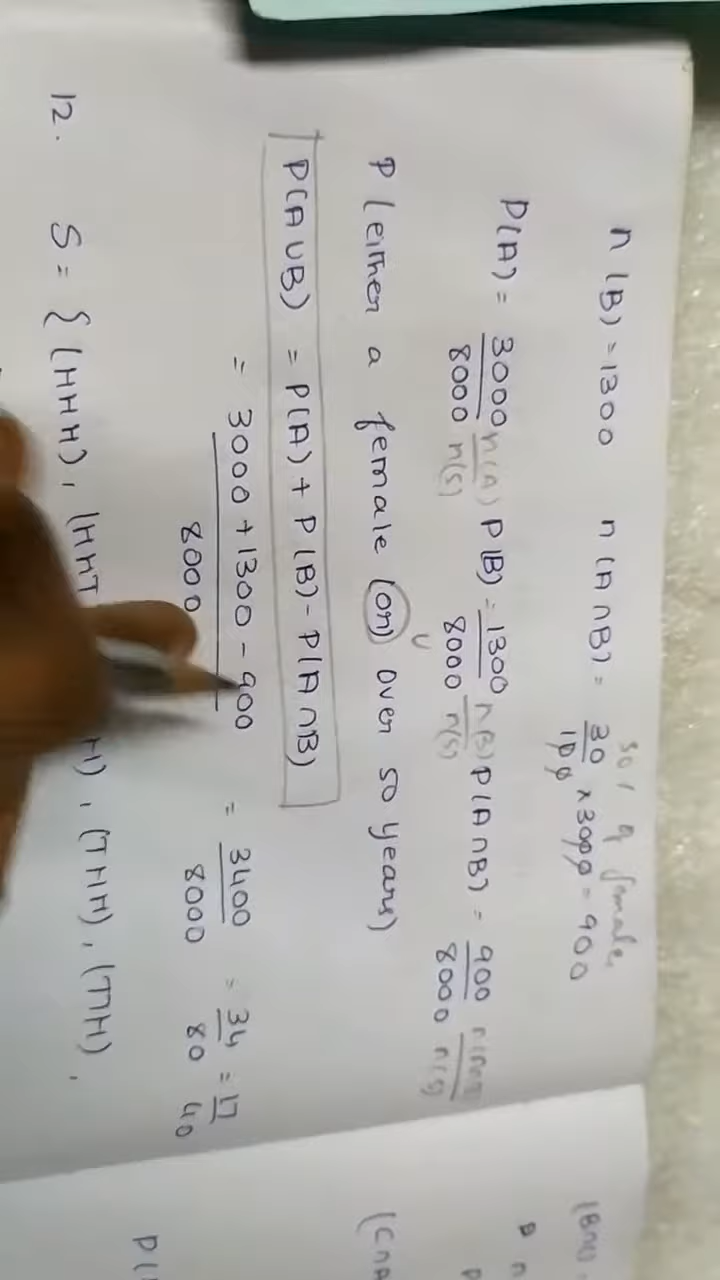 n(B) = 1300 n(A∩B) = 30/100 × 3000 = 900
30% of female
P(A) = 3000/8000 n(A)/n(S) P(B) = 1300/8000 n(B)/n(S) P(A∩B) = 900/8000 n(A∩B)/n(S)
P(either a female (or) over 50 years)
P(A∪B) = P(A) + P(B) - P(A∩B)
= 3000 + 1300 - 900/8000 = 3400/8000 = 34/80 = 17/40
12. S = {(HHH), (HHT H), (THH), (TTH),
P(
(C∩A